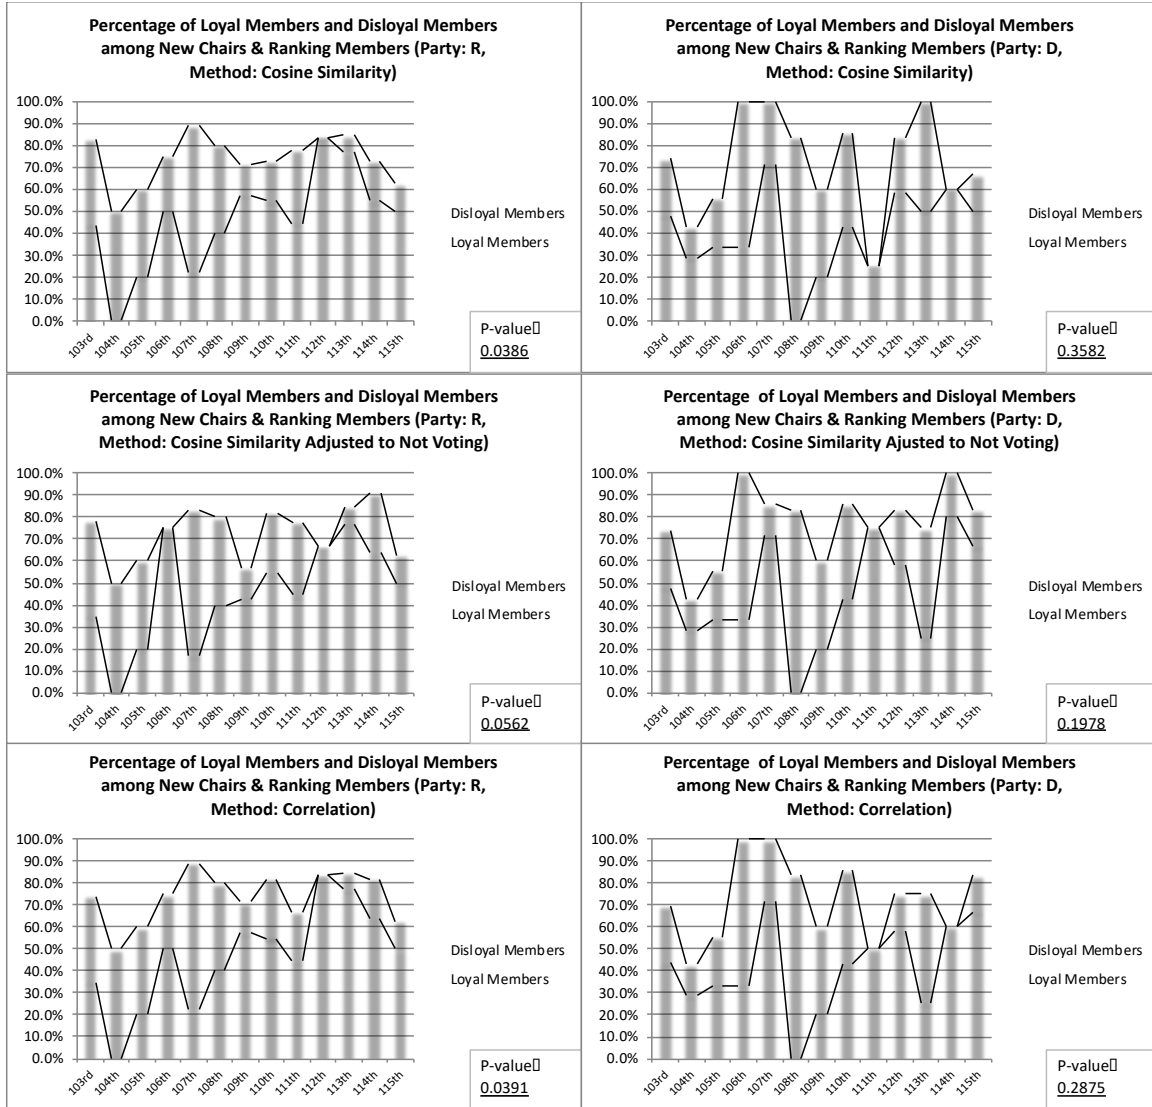 Percentage of Loyal Members and Disloyal Members
among New Chairs & Ranking Members (Party: R,
Method: Cosine Similarity)
100.0%
90.0%
80.0%
70.0%
60.0%
50.0%
40.0%
30.0%
20.0%
10.0%
0.0%
103rd 104th 105th 106th 107th 108th 109th 110th 111th 112th 113th 114th 115th
Disloyal Members
Loyal Members
P-value
0.0386
Percentage of Loyal Members and Disloyal Members
among New Chairs & Ranking Members (Party: D,
Method: Cosine Similarity)
100.0%
90.0%
80.0%
70.0%
60.0%
50.0%
40.0%
30.0%
20.0%
10.0%
0.0%
103rd 104th 105th 106th 107th 108th 109th 110th 111th 112th 113th 114th 115th
Disloyal Members
Loyal Members
P-value
0.3582
Percentage of Loyal Members and Disloyal Members
among New Chairs & Ranking Members (Party: R,
Method: Cosine Similarity Adjusted to Not Voting)
100.0%
90.0%
80.0%
70.0%
60.0%
50.0%
40.0%
30.0%
20.0%
10.0%
0.0%
103rd 104th 105th 106th 107th 108th 109th 110th 111th 112th 113th 114th 115th
Disloyal Members
Loyal Members
P-value
0.0562
Percentage of Loyal Members and Disloyal Members
among New Chairs & Ranking Members (Party: D,
Method: Cosine Similarity Ajusted to Not Voting)
100.0%
90.0%
80.0%
70.0%
60.0%
50.0%
40.0%
30.0%
20.0%
10.0%
0.0%
103rd 104th 105th 106th 107th 108th 109th 110th 111th 112th 113th 114th 115th
Disloyal Members
Loyal Members
P-value
0.1978
Percentage of Loyal Members and Disloyal Members
among New Chairs & Ranking Members (Party: R,
Method: Correlation)
100.0%
90.0%
80.0%
70.0%
60.0%
50.0%
40.0%
30.0%
20.0%
10.0%
0.0%
103rd 104th 105th 106th 107th 108th 109th 110th 111th 112th 113th 114th 115th
Disloyal Members
Loyal Members
P-value
0.0391
Percentage of Loyal Members and Disloyal Members
among New Chairs & Ranking Members (Party: D,
Method: Correlation)
100.0%
90.0%
80.0%
70.0%
60.0%
50.0%
40.0%
30.0%
20.0%
10.0%
0.0%
103rd 104th 105th 106th 107th 108th 109th 110th 111th 112th 113th 114th 115th
Disloyal Members
Loyal Members
P-value
0.2875